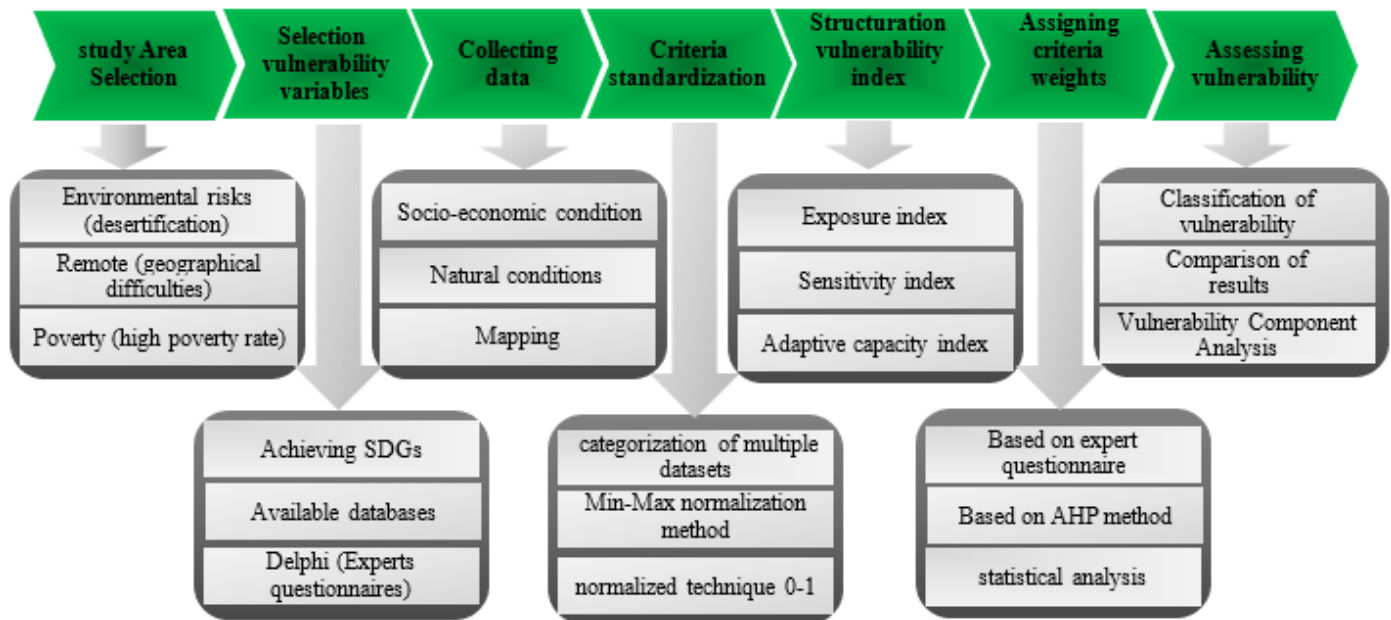 study Area
Selection
Selection
vulnerability
variables
Collecting
data
Criteria
standardization
Structuration
vulnerability
index
Assigning
criteria
weights
Assessing
vulnerability
Environmental risks
(desertification)
Remote (geographical
difficulties)
Poverty (high poverty rate)
Socio-economic condition
Natural conditions
Mapping
Exposure index
Sensitivity index
Adaptive capacity index
Classification of
vulnerability
Comparison of
results
Vulnerability Component
Analysis
Achieving SDGs
Available databases
Delphi (Experts
questionnaires)
categorization of multiple
datasets
Min-Max normalization
method
normalized technique 0-1
Based on expert
questionnaire
Based on AHP method
statistical analysis